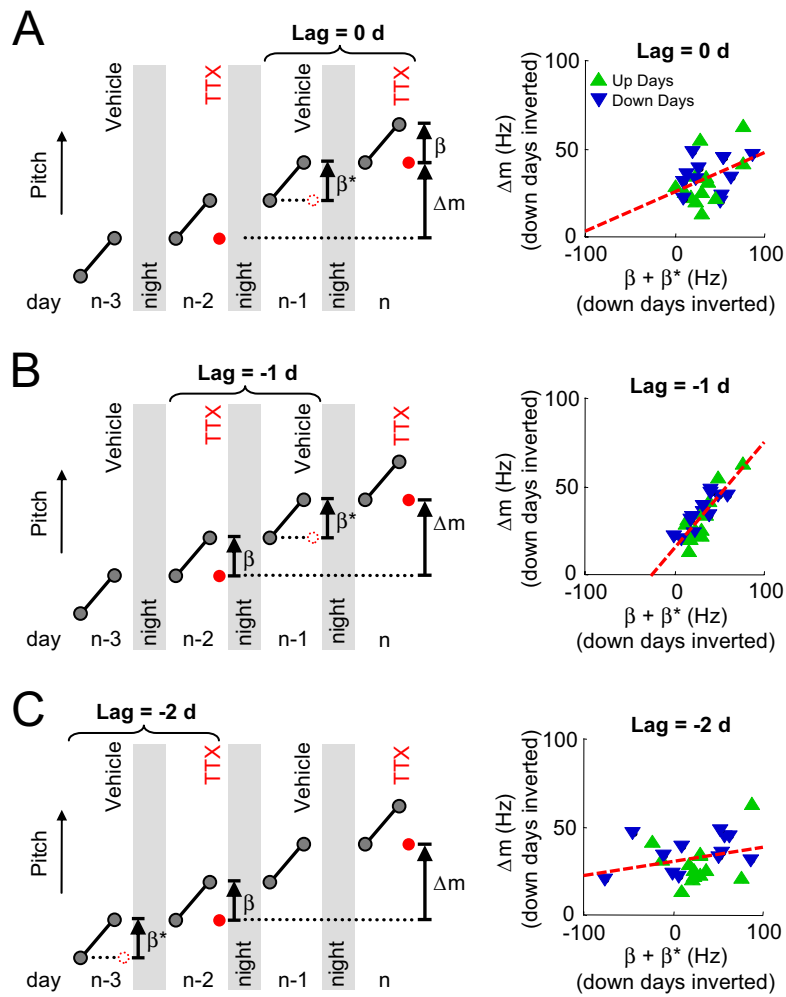 A
Lag = 0 d
Vehicle
TTX
Vehicle
TTX
Pitch
β*
β
Δm
day
n-3
night
n-2
night
n-1
night
n
Lag = 0 d
Up Days
Down Days
Δm (Hz)
(down days inverted)
100
50
0
-100
0
100
β + β* (Hz)
(down days inverted)
B
Lag = -1 d
Vehicle
TTX
Vehicle
TTX
Pitch
β
β*
Δm
day
n-3
night
n-2
night
n-1
night
n
Lag = -1 d
Δm (Hz)
(down days inverted)
100
50
0
-100
0
100
β + β* (Hz)
(down days inverted)
C
Lag = -2 d
Vehicle
TTX
Vehicle
TTX
Pitch
β*
β
Δm
day
n-3
night
n-2
night
n-1
night
n
Lag = -2 d
Δm (Hz)
(down days inverted)
100
50
0
-100
0
100
β + β* (Hz)
(down days inverted)